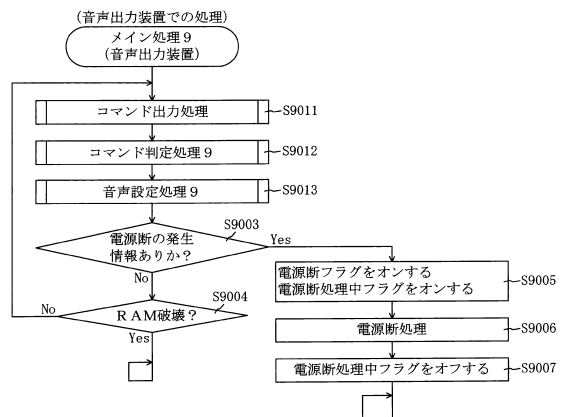 (音声出力装置での処理)
メイン処理9
(音声出力装置)
コマンド出力処理
S9011
コマンド判定処理9
S9012
音声設定処理9
S9013
電源断の発生
情報ありか?
S9003
Yes
No
電源断フラグをオンする
電源断処理中フラグをオンする
S9005
RAM破壊?
S9004
No
Yes
電源断処理
S9006
電源断処理中フラグをオフする
S9007